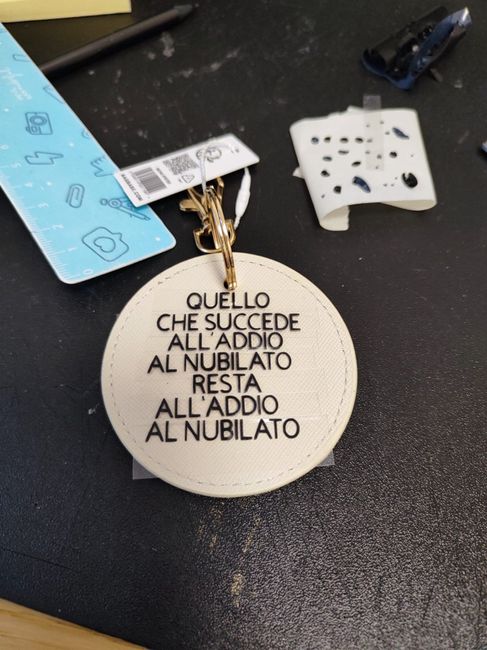 QUELLO
CHE SUCCEDE
ALL'ADDIO
AL NUBILATO
RESTA
ALL'ADDIO
AL NUBILATO